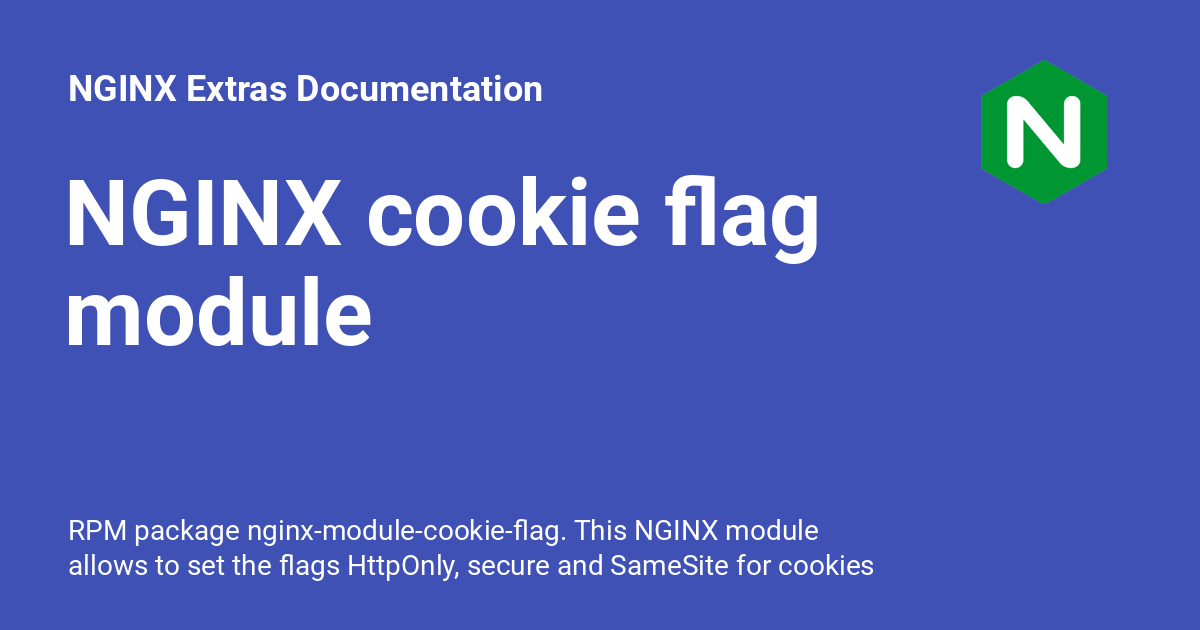 NGINX Extras Documentation
N
NGINX cookie flag
module
RPM package nginx-module-cookie-flag. This NGINX module
allows to set the flags HttpOnly, secure and SameSite for cookies